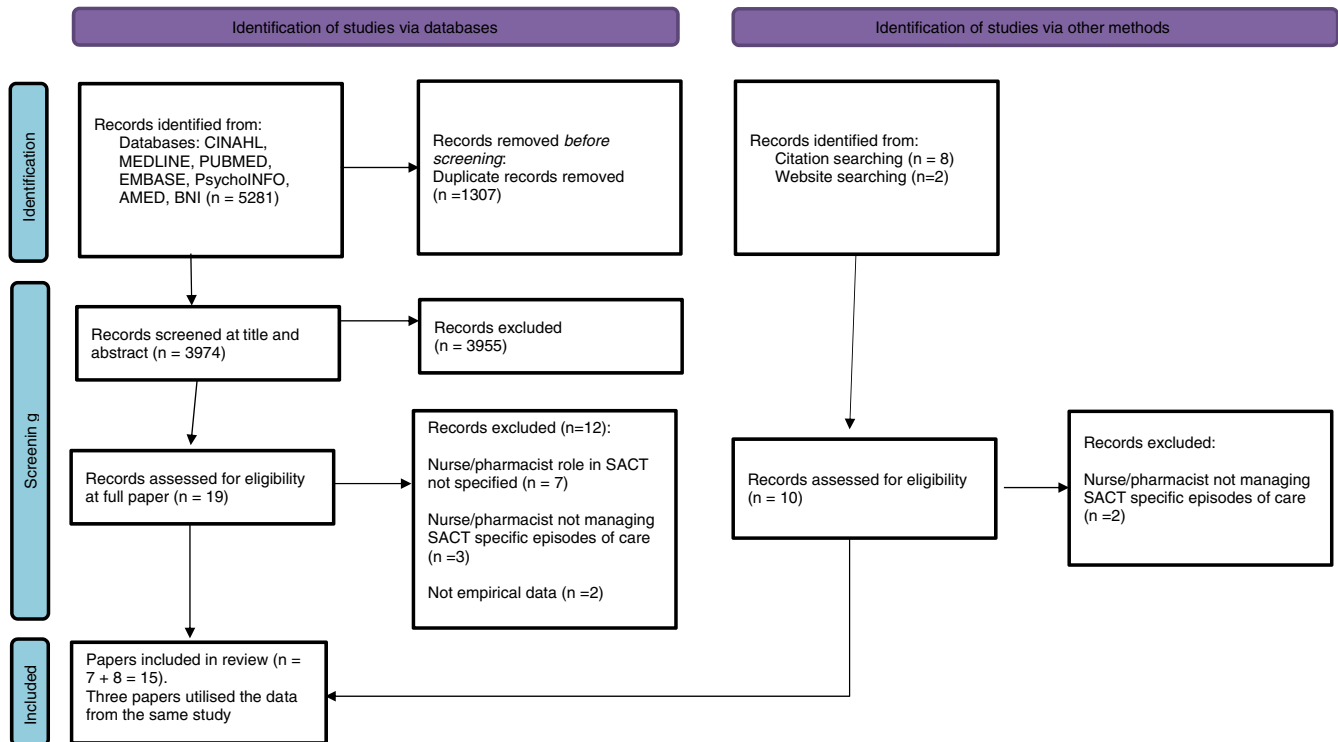 Identification of studies via databases
Identification of studies via other methods
Identification
Records identified from:
Databases: CINAHL,
MEDLINE, PUBMED,
EMBASE, PsychoINFO,
AMED, BNI (n = 5281)
Records removed before
screening:
Duplicate records removed
(n =1307)
Records identified from:
Citation searching (n = 8)
Website searching (n=2)
Screenin g
Records screened at title and
abstract (n = 3974)
Records excluded
(n = 3955)
Records assessed for eligibility
at full paper (n = 19)
Records excluded (n=12):
Nurse/pharmacist role in SACT
not specified (n = 7)
Nurse/pharmacist not managing
SACT specific episodes of care
(n =3)
Not empirical data (n =2)
Records assessed for eligibility
(n = 10)
Records excluded:
Nurse/pharmacist not managing
SACT specific episodes of care
(n =2)
Included
Papers included in review (n =
7 + 8 = 15).
Three papers utilised the data
from the same study